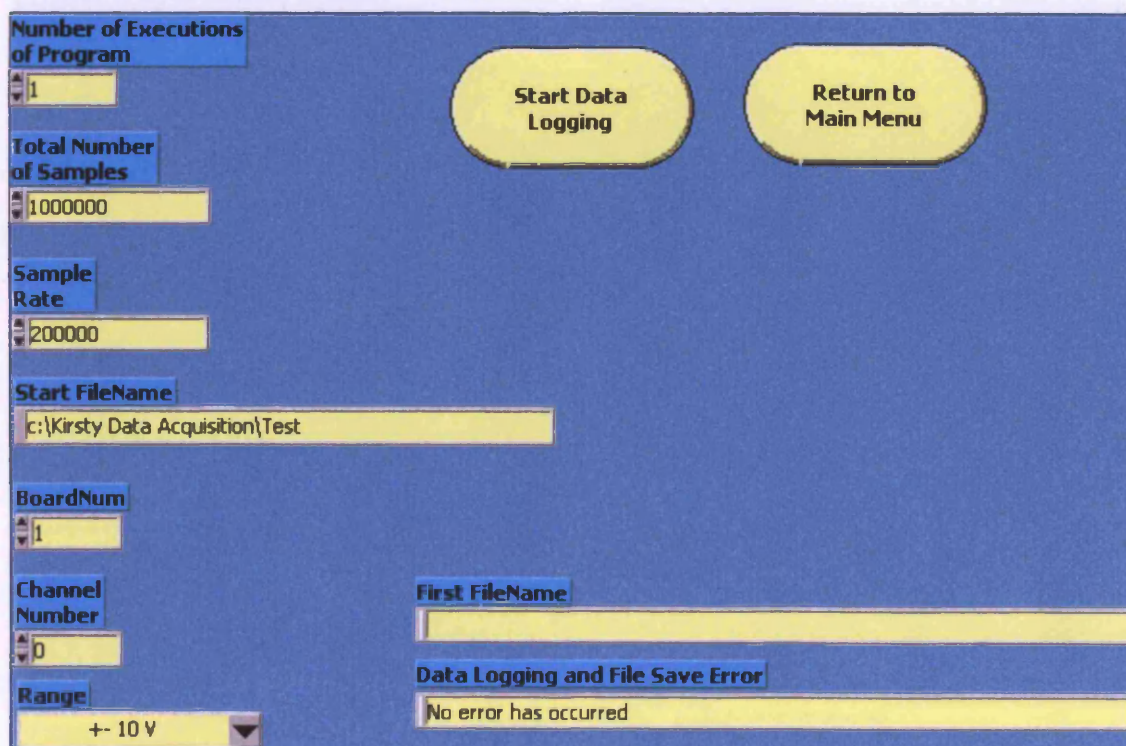 Number of Executions
of Program
1
Start Data
Logging
Return to
Main Menu
Total Number
of Samples
1000000
Sample
Rate
200000
Start FileName
c:\Kirsty Data Acquisition\Test
BoardNum
1
Channel
Number
0
First FileName
Data Logging and File Save Error
No error has occurred
Range
+- 10 V